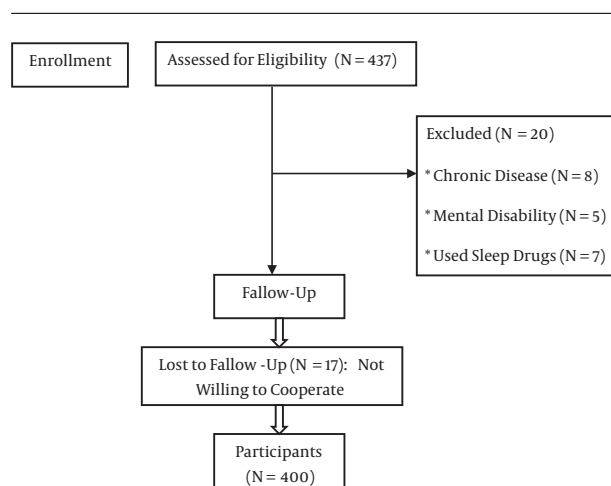 Enrollment
Assessed for Eligibility (N = 437)
Excluded (N = 20)
* Chronic Disease (N = 8)
* Mental Disability (N = 5)
* Used Sleep Drugs (N = 7)
Fallow-Up
Lost to Fallow -Up (N = 17): Not
Willing to Cooperate
Participants
(N = 400)